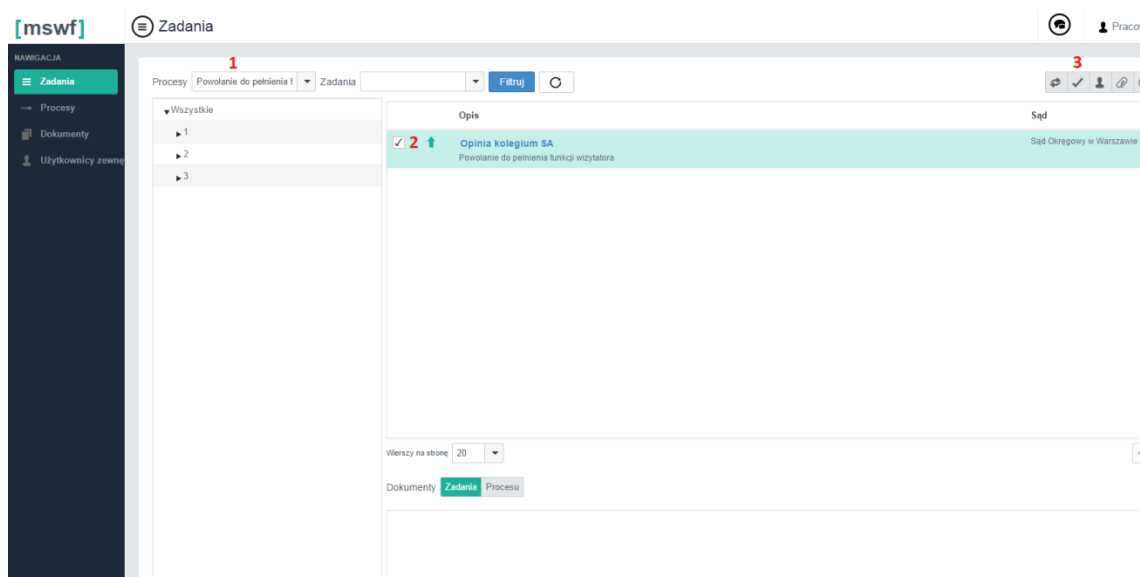 [mswf]
Zadania
Praco
NAWIGACJA
Zadania
Procesy
Dokumenty
Użytkownicy zewnę
1
3
Procesy Powołanie do pełnienia f Zadania Filtruj
Wszystkie
1
2
3
Opis Sąd
2 Opinia kolegium SA Sąd Okręgowy w Warszawie
Powołanie do pełnienia funkcji wizytatora
Wierszy na stronę 20
Dokumenty Zadania Procesu